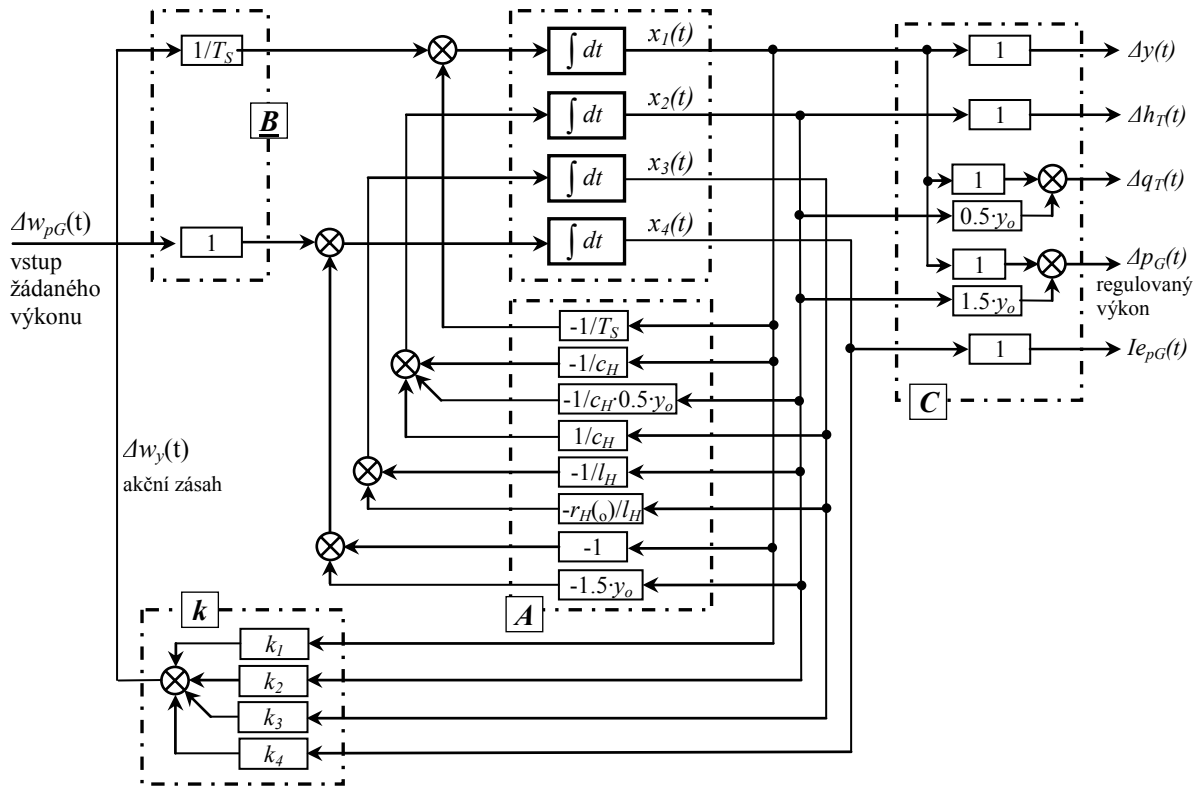 1/T_S
∫ dt
x_1(t)
1
Δy(t)
B
∫ dt
x_2(t)
1
Δh_T(t)
∫ dt
x_3(t)
1
Δq_T(t)
0.5·y_o
Δw_pG(t)
vstup
žádaného
výkonu
1
∫ dt
x_4(t)
1
Δp_G(t)
regulovaný
výkon
1.5·y_o
-1/T_S
-1/c_H
1
Ie_pG(t)
-1/c_H·0.5·y_o
C
1/c_H
Δw_y(t)
akční zásah
-1/l_H
-r_H(o)/l_H
-1
-1.5·y_o
k
A
k_1
k_2
k_3
k_4